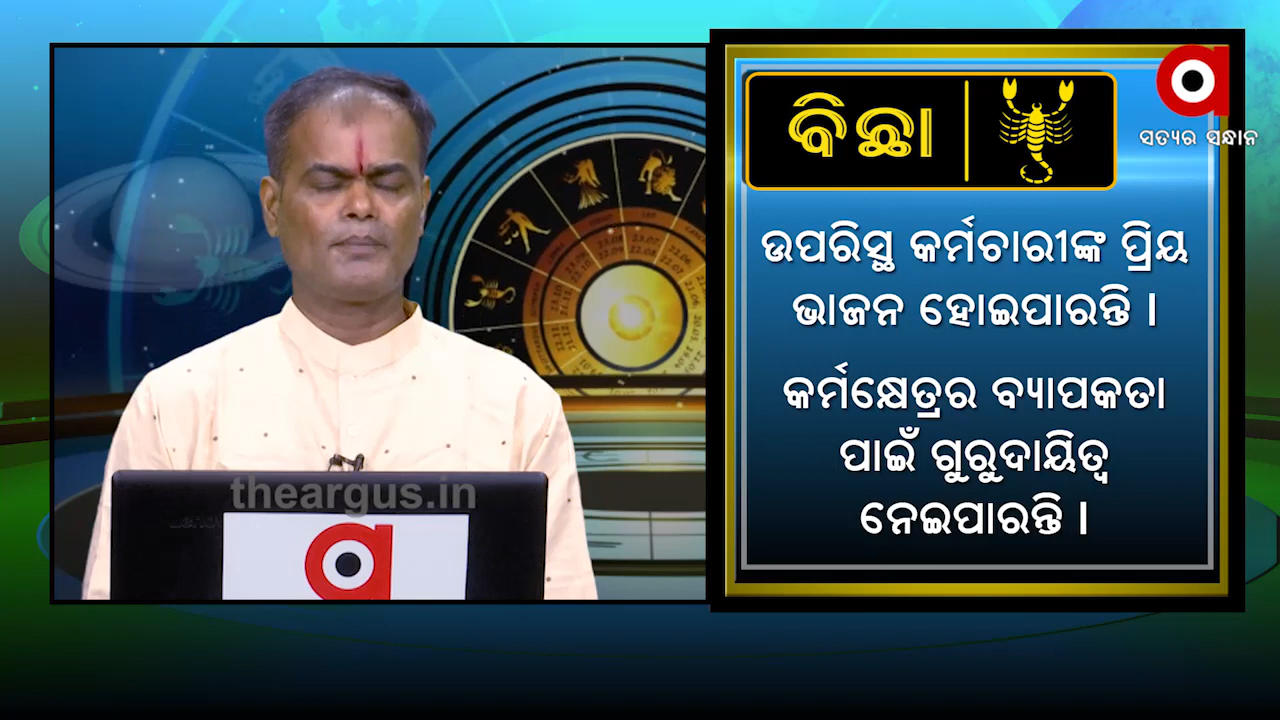 ବିଛା
ସତ୍ୟର ସନ୍ଧାନ
ଉପରିସ୍ଥ କର୍ମଚାରୀଙ୍କ ପ୍ରିୟ
ଭାଜନ ହୋଇପାରନ୍ତି ।
କର୍ମକ୍ଷେତ୍ରର ବ୍ୟାପକତା
ପାଇଁ ଗୁରୁଦାୟିତ୍ୱ
ନେଇପାରନ୍ତି ।
theargus.in